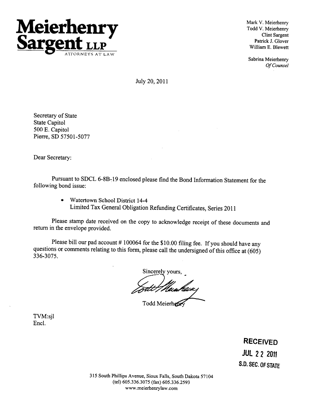 Meierhenry
Sargent LLP
ATTORNEYS AT LAW
Mark V. Meierhenry
Todd V. Meierhenry
Clint Sargent
Patrick J. Glover
William E. Blewett
Sabrina Meierhenry
Of Counsel
July 20, 2011
Secretary of State
State Capitol
500 E. Capitol
Pierre, SD 57501-5077
Dear Secretary:
Pursuant to SDCL 6-8B-19 enclosed please find the Bond Information Statement for the
following bond issue:
• Watertown School District 14-4
Limited Tax General Obligation Refunding Certificates, Series 2011
Please stamp date received on the copy to acknowledge receipt of these documents and
return in the envelope provided.
Please bill our pad account # 100064 for the $10.00 filing fee. If you should have any
questions or comments relating to this form, please call the undersigned of this office at (605)
336-3075.
Sincerely yours,
Todd Meierhenry
TVM:sjl
Encl.
RECEIVED
JUL 22 2011
S.D. SEC. OF STATE
315 South Phillips Avenue, Sioux Falls, South Dakota 57104
(tel) 605.336.3075 (fax) 605.336.2593
www.meierhenrylaw.com